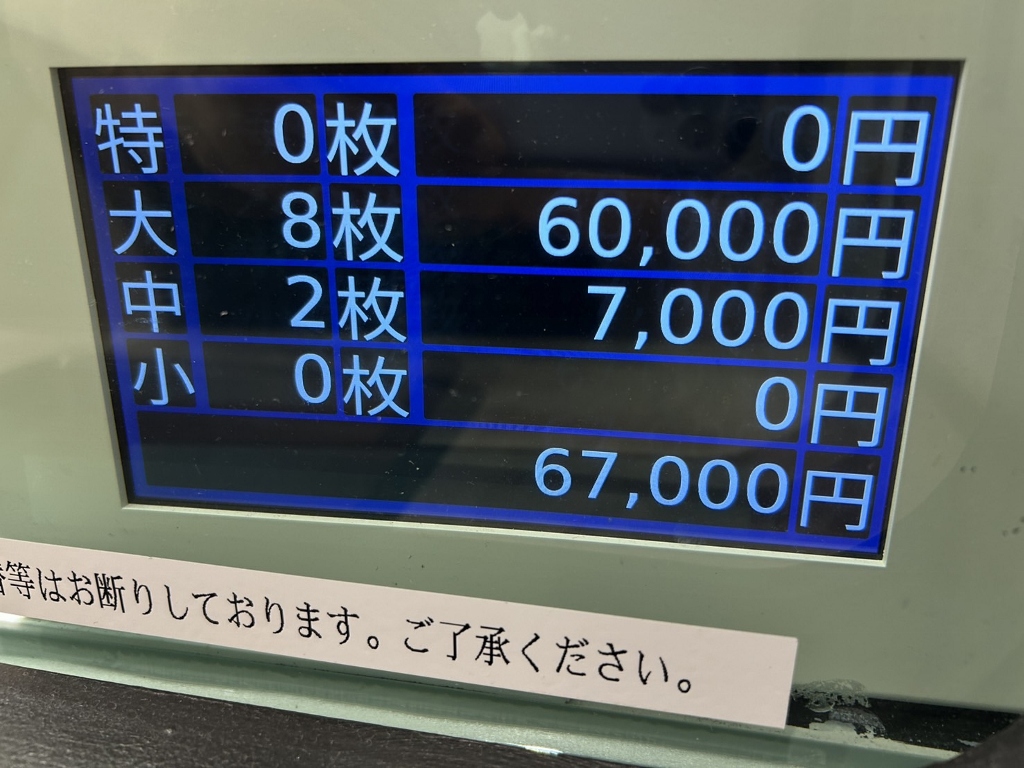 特 0枚 0円
大 8枚 60,000円
中 2枚 7,000円
小 0枚 0円
67,000円
等はお断りしております。ご了承ください。